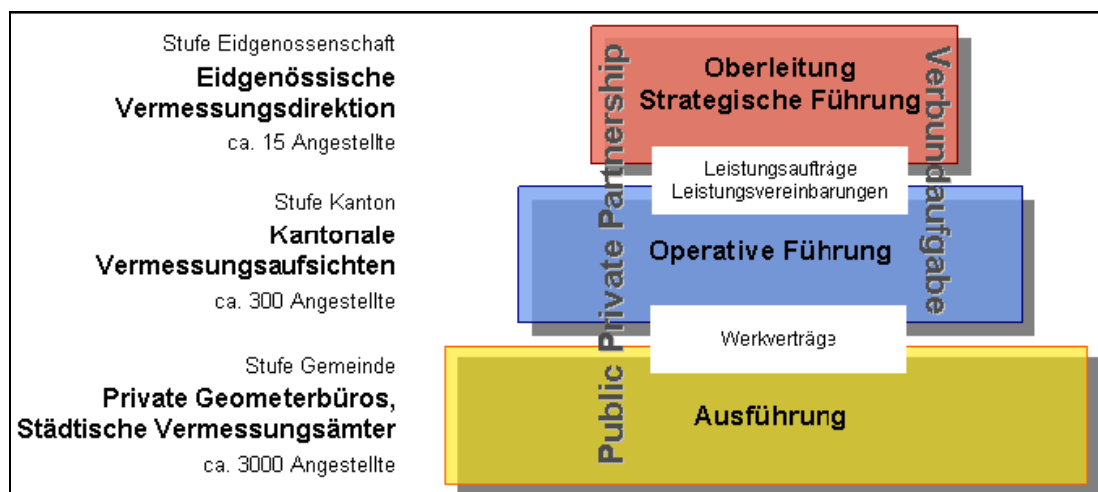 Stufe Eidgenossenschaft
Eidgenössische
Vermessungsdirektion
ca. 15 Angestellte
Oberleitung
Strategische Führung
Leistungsaufträge
Leistungsvereinbarungen
Stufe Kanton
Kantonale
Vermessungsaufsichten
ca. 300 Angestellte
Operative Führung
Werkverträge
Stufe Gemeinde
Private Geometerbüros,
Städtische Vermessungsämter
ca. 3000 Angestellte
Ausführung
Public Private Partnership
Verbundaufgabe